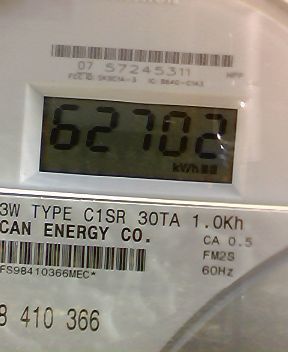 07 57245311
62702
kWh
3W TYPE C1SR 30TA 1.0Kh
CAN ENERGY CO.
CA 0.5
FM2S
60Hz
FS98410366MEC*
8 410 366